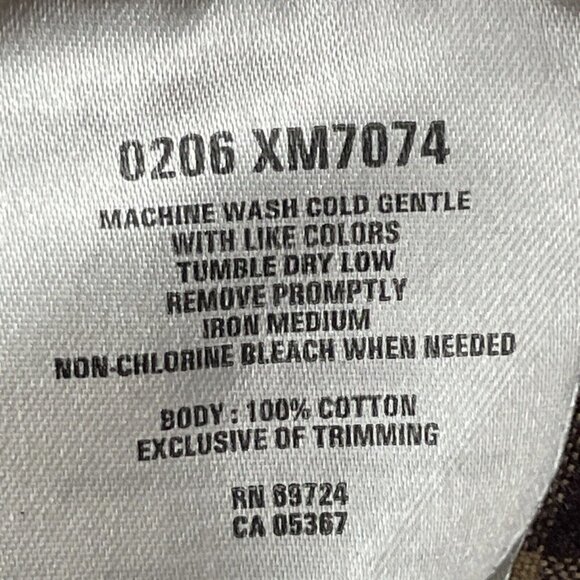 0206 XM7074
MACHINE WASH COLD GENTLE
WITH LIKE COLORS
TUMBLE DRY LOW
REMOVE PROMPTLY
IRON MEDIUM
NON-CHLORINE BLEACH WHEN NEEDED
BODY : 100% COTTON
EXCLUSIVE OF TRIMMING
RN 69724
CA 05367